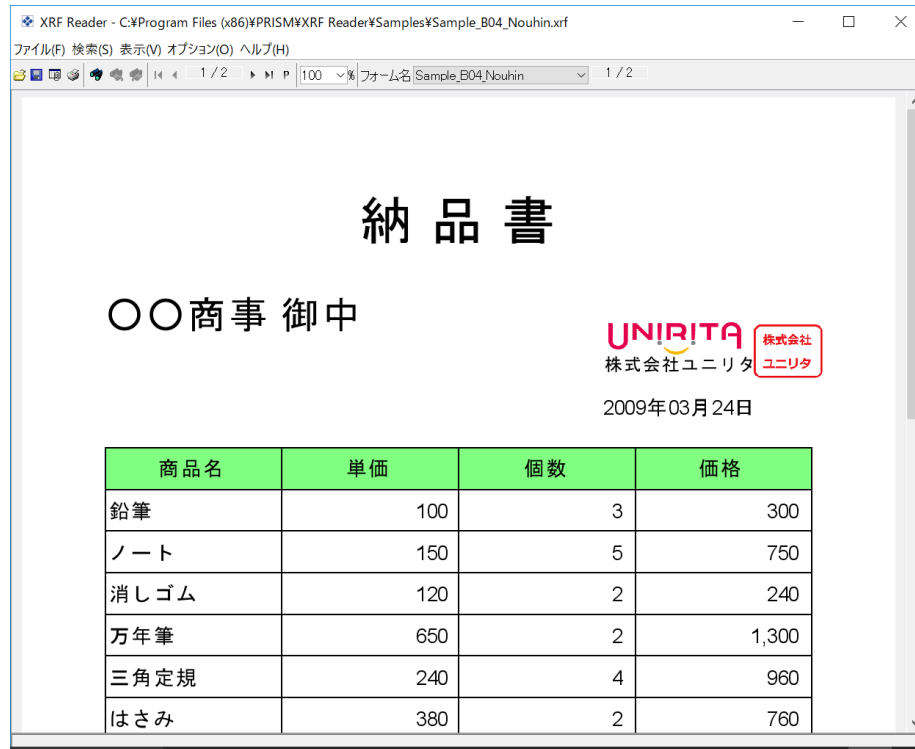 XRF Reader - C:¥Program Files (x86)¥PRISM¥XRF Reader¥Samples¥Sample_B04_Nouhin.xrf
ファイル(F) 検索(S) 表示(V) オプション(O) ヘルプ(H)
1 / 2 P 100 % フォーム名 Sample_B04_Nouhin 1 / 2
納 品 書
〇〇商事 御中
UNIRITA
株式会社ユニリタ
株式会社
ユニリタ
2009年03月24日
商品名 単価 個数 価格
鉛筆 100 3 300
ノート 150 5 750
消しゴム 120 2 240
万年筆 650 2 1,300
三角定規 240 4 960
はさみ 380 2 760